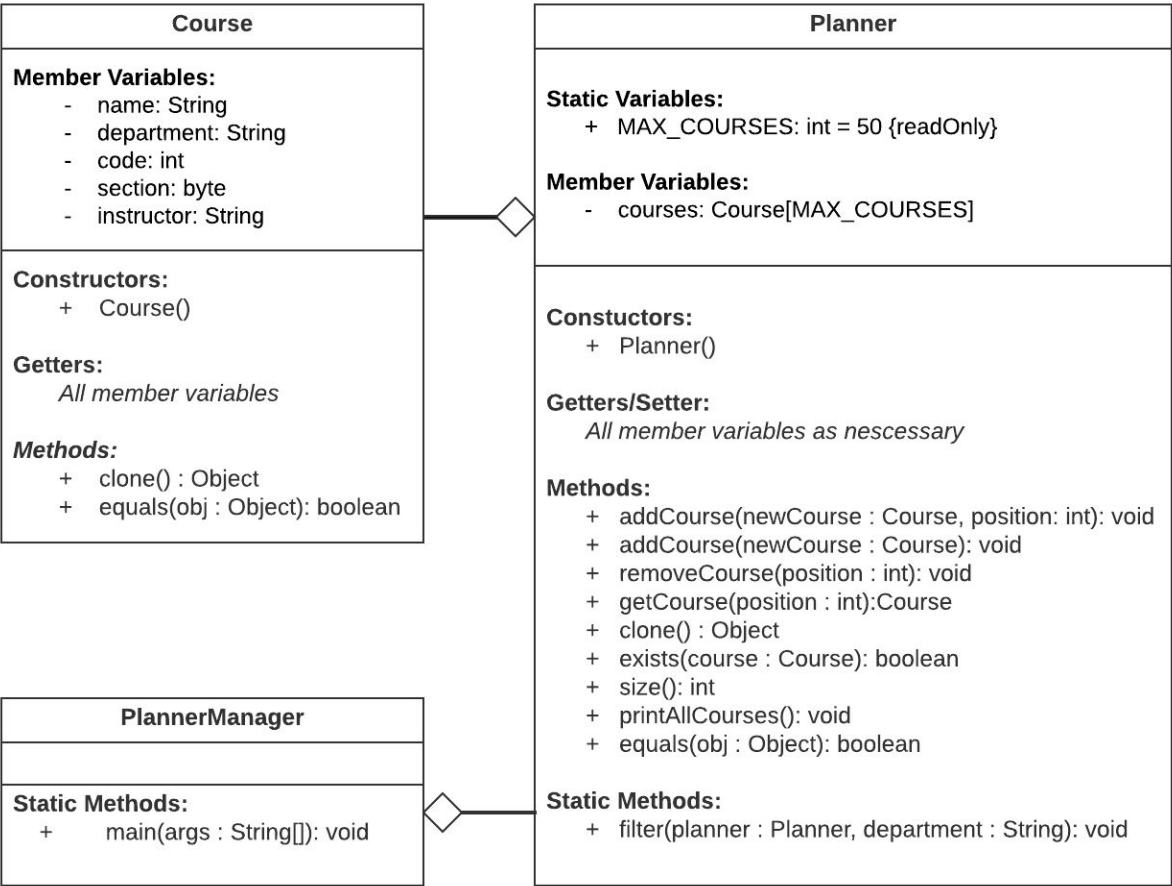 Course
Member Variables:
- name: String
- department: String
- code: int
- section: byte
- instructor: String
Constructors:
+ Course()
Getters:
All member variables
Methods:
+ clone() : Object
+ equals(obj : Object): boolean
Planner
Static Variables:
+ MAX_COURSES: int = 50 {readOnly}
Member Variables:
- courses: Course[MAX_COURSES]
Constuctors:
+ Planner()
Getters/Setter:
All member variables as nescessary
Methods:
+ addCourse(newCourse : Course, position: int): void
+ addCourse(newCourse : Course): void
+ removeCourse(position : int): void
+ getCourse(position : int):Course
+ clone() : Object
+ exists(course : Course): boolean
+ size(): int
+ printAllCourses(): void
+ equals(obj : Object): boolean
Static Methods:
+ filter(planner : Planner, department : String): void
PlannerManager
Static Methods:
+ main(args : String[]): void